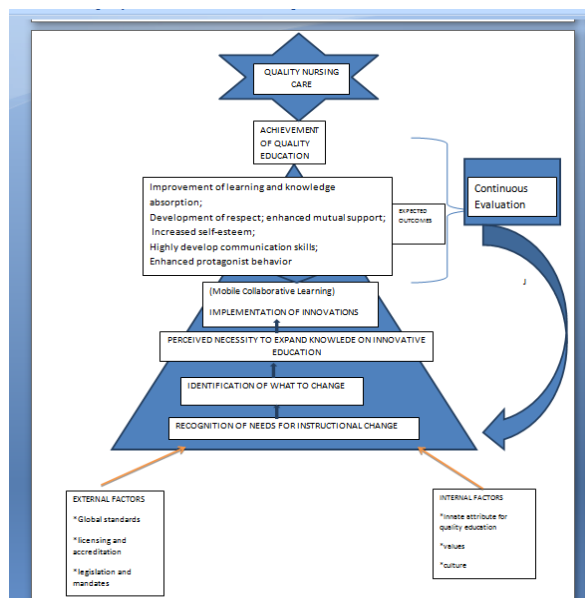 QUALITY NURSING
CARE
ACHIEVEMENT
OF QUALITY
EDUCATION
Improvement of learning and knowledge
absorption;
Development of respect; enhanced mutual support;
Increased self-esteem;
Highly develop communication skills;
Enhanced protagonist behavior
EXPECTED
OUTCOMES
Continuous
Evaluation
(Mobile Collaborative Learning)
IMPLEMENTATION OF INNOVATIONS
PERCEIVED NECESSITY TO EXPAND KNOWLEDE ON INNOVATIVE
EDUCATION
IDENTIFICATION OF WHAT TO CHANGE
RECOGNITION OF NEEDS FOR INSTRUCTIONAL CHANGE
EXTERNAL FACTORS
*Global standards
*licensing and
accreditation
*legislation and
mandates
INTERNAL FACTORS
*innate attribute for
quality education
*values
*culture